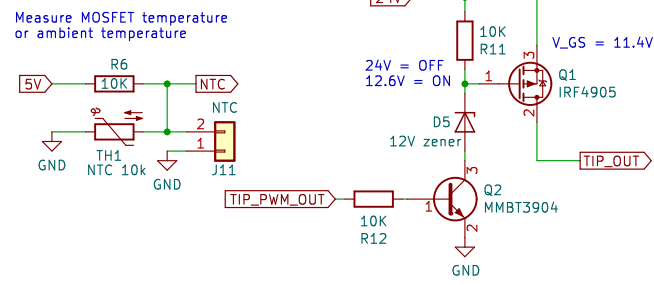 Measure MOSFET temperature
or ambient temperature
R6
5V
10K
NTC
NTC
2
1
TH1
NTC 10k
GND
GND
J11
10K
R11
24V = OFF
12.6V = ON
V_GS = 11.4V
3
1
Q1
IRF4905
2
D5
12V zener
TIP_OUT
3
Q2
MMBT3904
TIP_PWM_OUT
1
10K
R12
2
GND